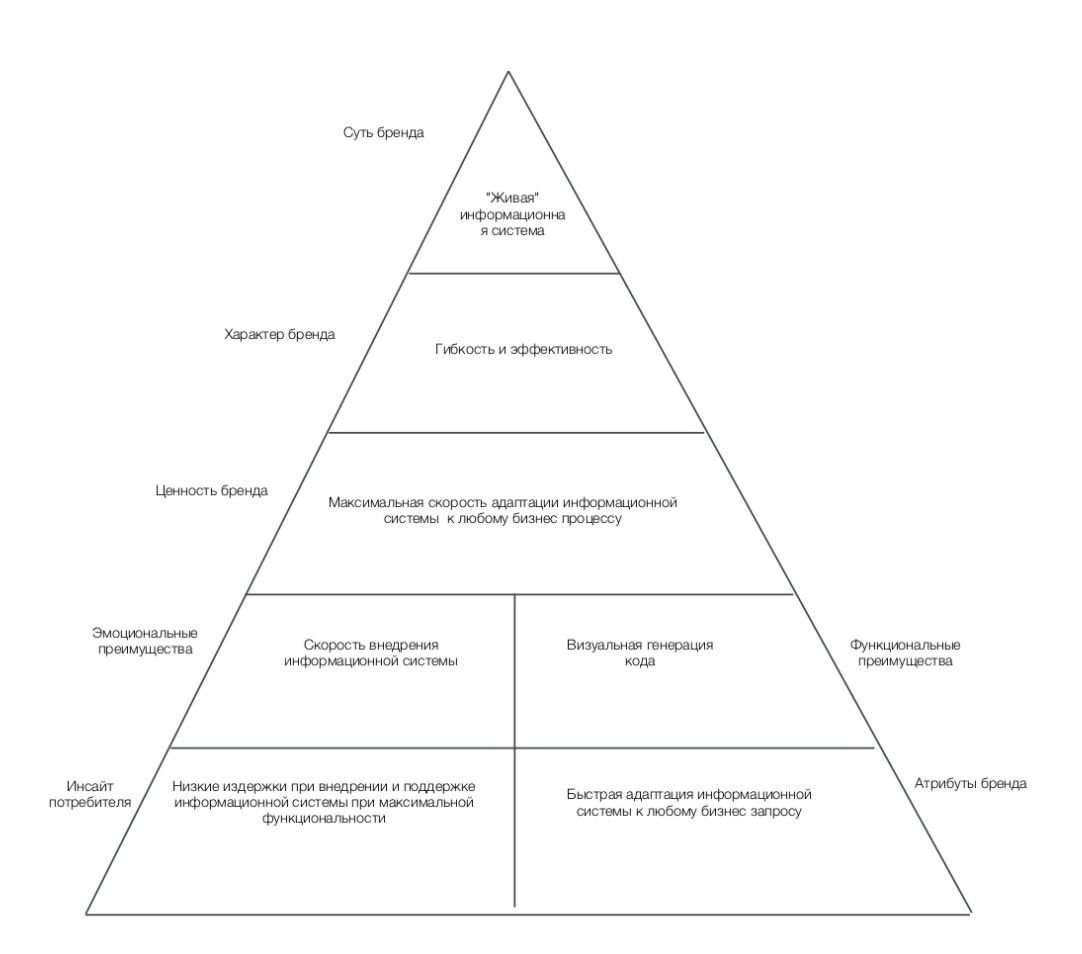 Суть бренда
"Живая"
информационна
я система
Характер бренда
Гибкость и эффективность
Ценность бренда
Максимальная скорость адаптации информационной
системы к любому бизнес процессу
Эмоциональные
преимущества
Скорость внедрения
информационной системы
Визуальная генерация
кода
Функциональные
преимущества
Инсайт
потребителя
Низкие издержки при внедрении и поддержке
информационной системы при максимальной
функциональности
Быстрая адаптация информационной
системы к любому бизнес запросу
Атрибуты бренда